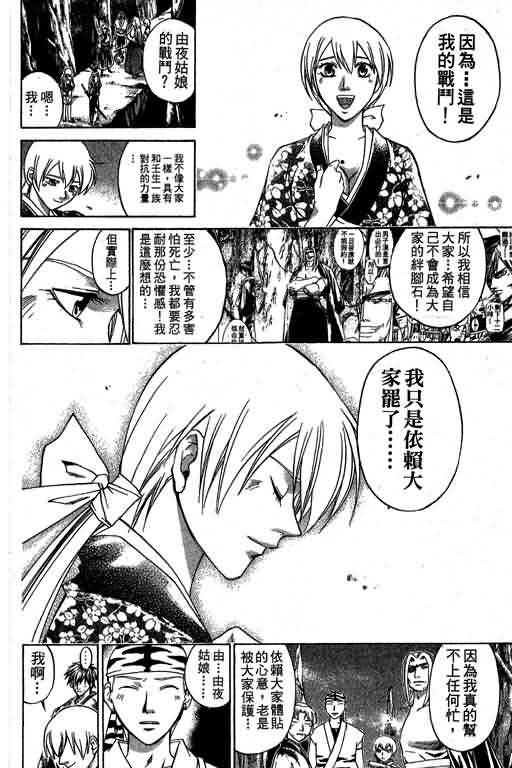 因為…這是
我的戰鬥！
由夜姑娘
的戰鬥？
嗯…
我…
我不像大家
一樣，具有
和壬生一族
對抗的力量
…
所以我相信
大家…希望自
己不會成為大
家的絆腳石！
至少…不管有多害
怕死亡，我都要忍
耐那份恐懼感！我
是這麼想的…
但實際上…
我只是依賴大
家罷了……
因為我真的幫
不上任何忙…
依賴大家體貼
的心意，老是
被大家保護…
由…由夜
姑娘…
…
我啊…